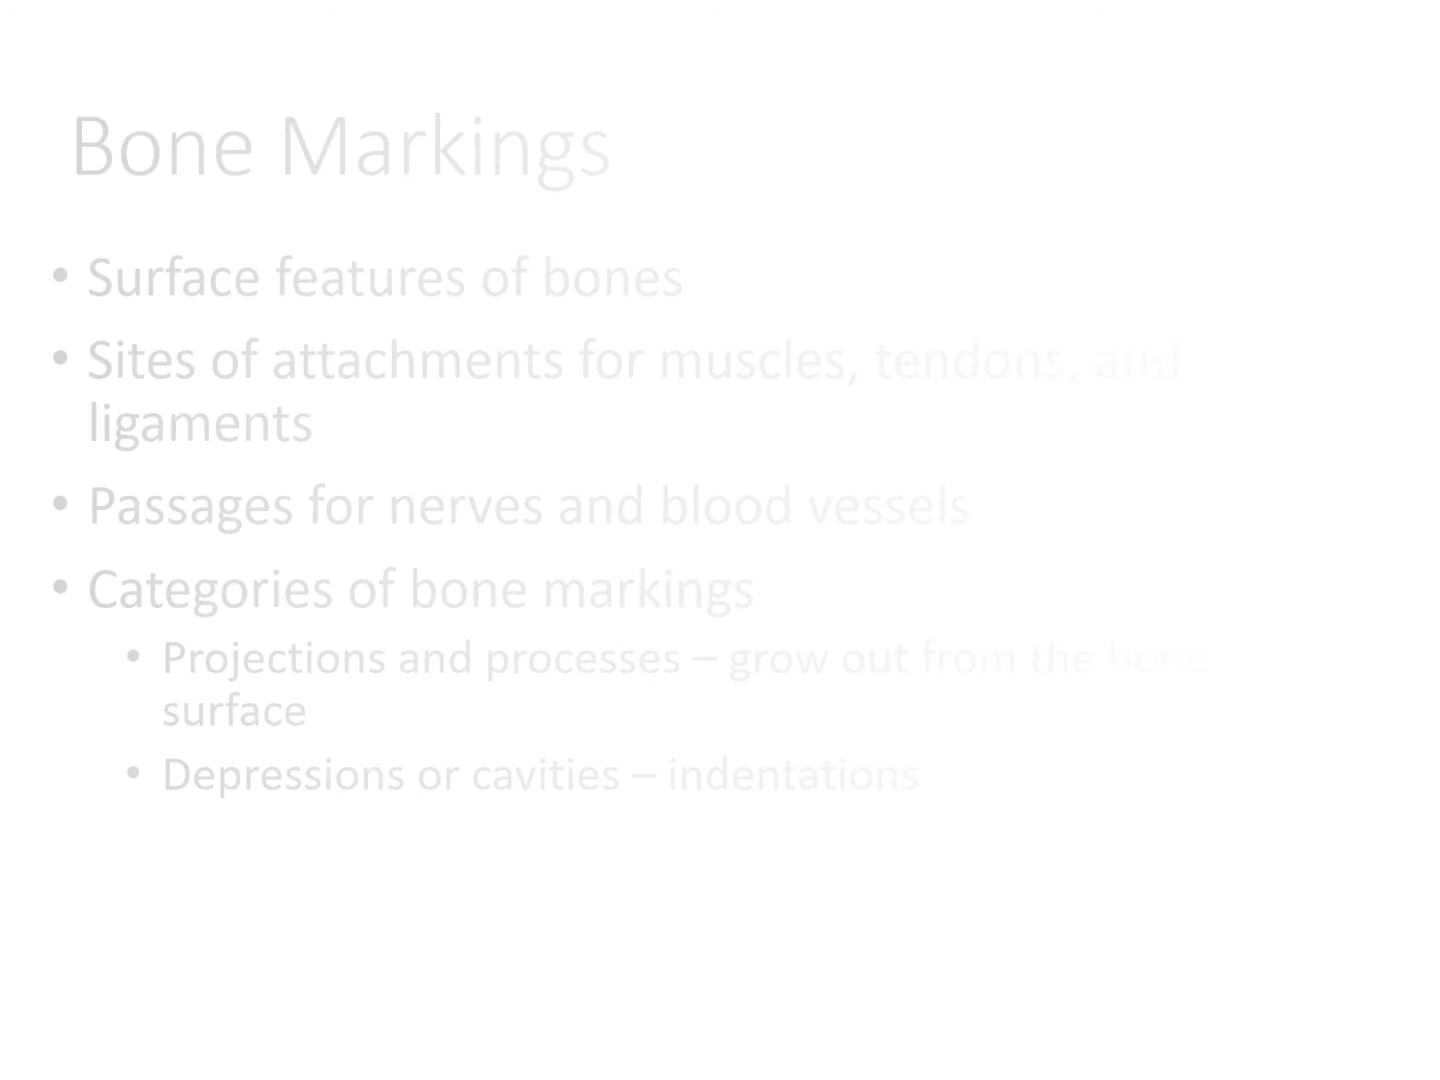 Bone Markings
• Surface features of bones
• Sites of attachments for muscles, tendons, and
ligaments
• Passages for nerves and blood vessels
• Categories of bone markings
• Projections and processes – grow out from the bone
surface
• Depressions or cavities – indentations